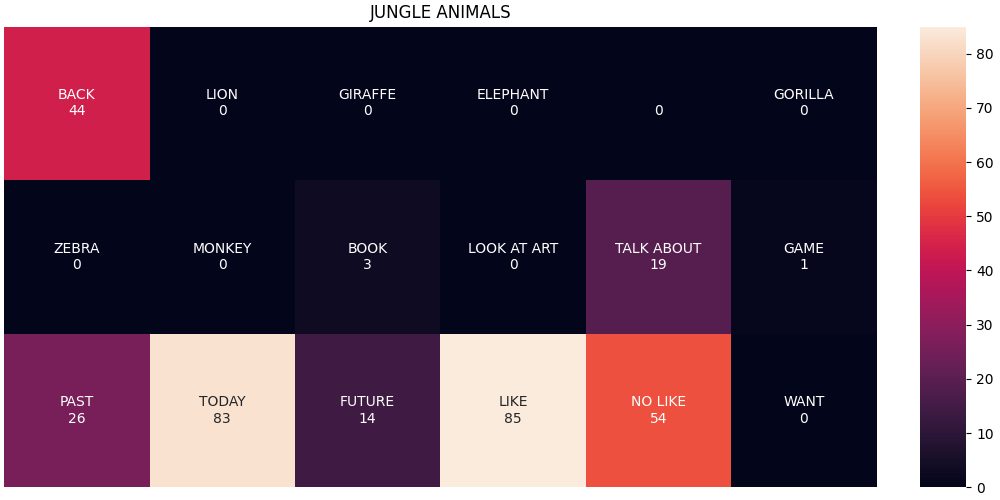 JUNGLE ANIMALS
BACK
44
LION
0
GIRAFFE
0
ELEPHANT
0
0
GORILLA
0
ZEBRA
0
MONKEY
0
BOOK
3
LOOK AT ART
0
TALK ABOUT
19
GAME
1
PAST
26
TODAY
83
FUTURE
14
LIKE
85
NO LIKE
54
WANT
0
80
70
60
50
40
30
20
10
0